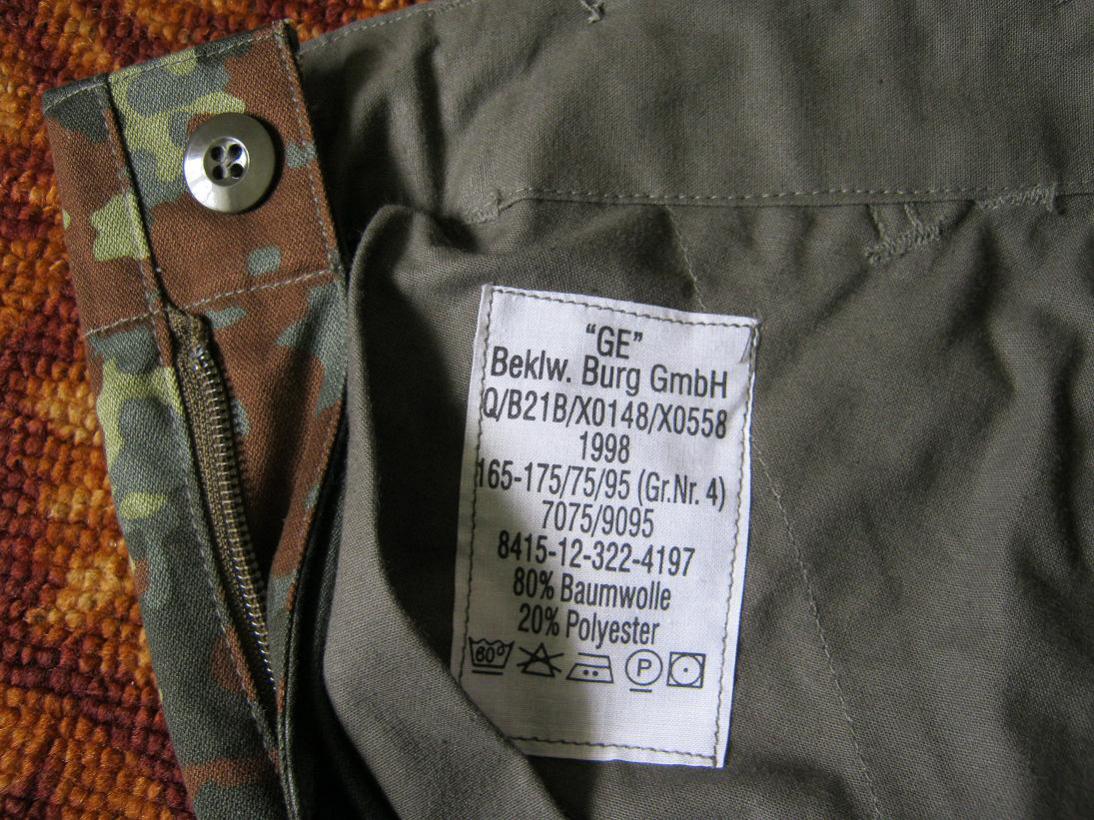 “GE”
Beklw. Burg GmbH
Q/B21B/X0148/X0558
1998
165-175/75/95 (Gr.Nr. 4)
7075/9095
8415-12-322-4197
80% Baumwolle
20% Polyester
60° P